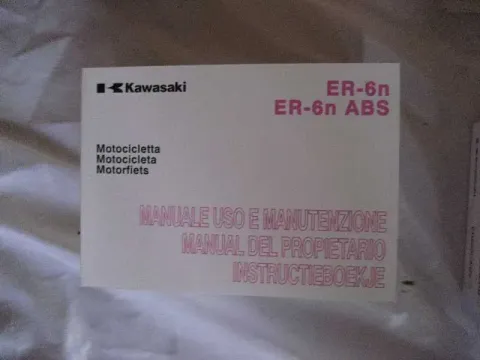 Kawasaki
ER-6n
ER-6n ABS
Motocicletta
Motocicleta
Motorfiets
MANUALE USO E MANUTENZIONE
MANUAL DEL PROPIETARIO
INSTRUCTIEBOEKJE